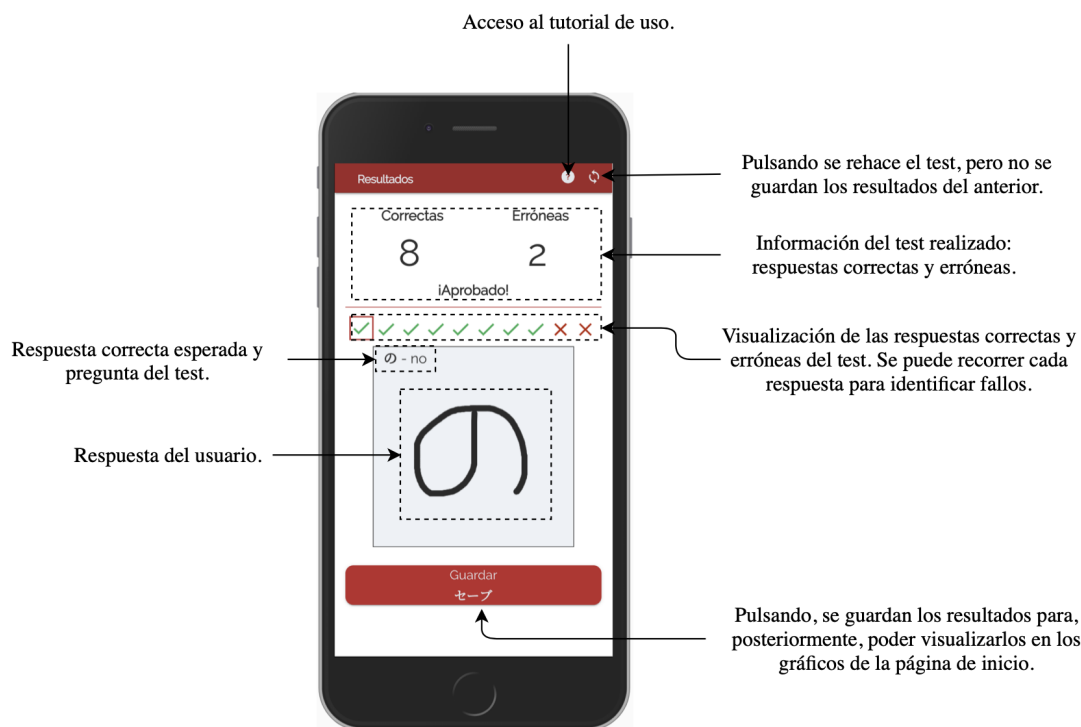 Acceso al tutorial de uso.
Resultados
?
Pulsando se rehace el test, pero no se
guardan los resultados del anterior.
Correctas
Erróneas
8
2
¡Aprobado!
Información del test realizado:
respuestas correctas y erróneas.
Visualización de las respuestas correctas y
erróneas del test. Se puede recorrer cada
respuesta para identificar fallos.
Respuesta correcta esperada y
pregunta del test.
の - no
の
Respuesta del usuario.
Guardar
セーブ
Pulsando, se guardan los resultados para,
posteriormente, poder visualizarlos en los
gráficos de la página de inicio.